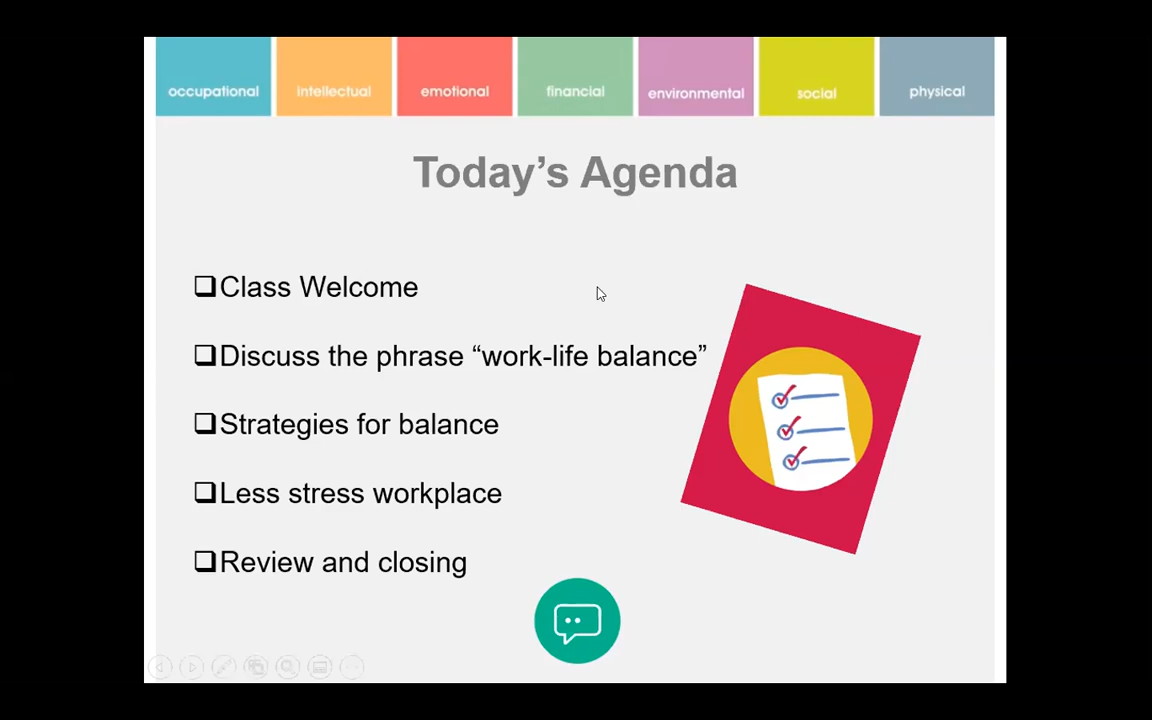 occupational
intellectual
emotional
financial
environmental
social
physical
Today’s Agenda
❑Class Welcome
❑Discuss the phrase “work-life balance”
❑Strategies for balance
❑Less stress workplace
❑Review and closing